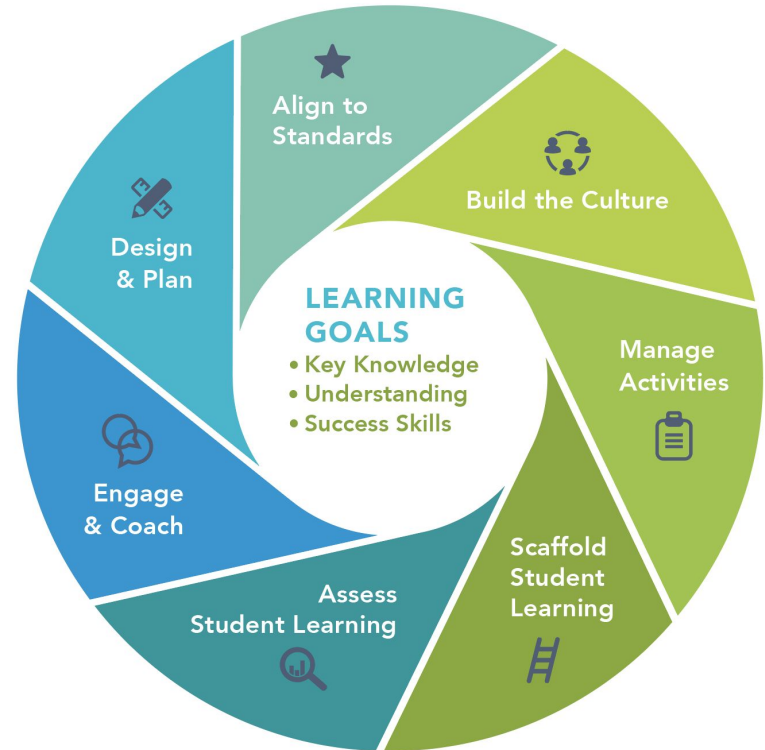 Align to
Standards
Build the Culture
Manage
Activities
Scaffold
Student
Learning
Assess
Student Learning
Engage
& Coach
Design
& Plan
LEARNING
GOALS
• Key Knowledge
• Understanding
• Success Skills